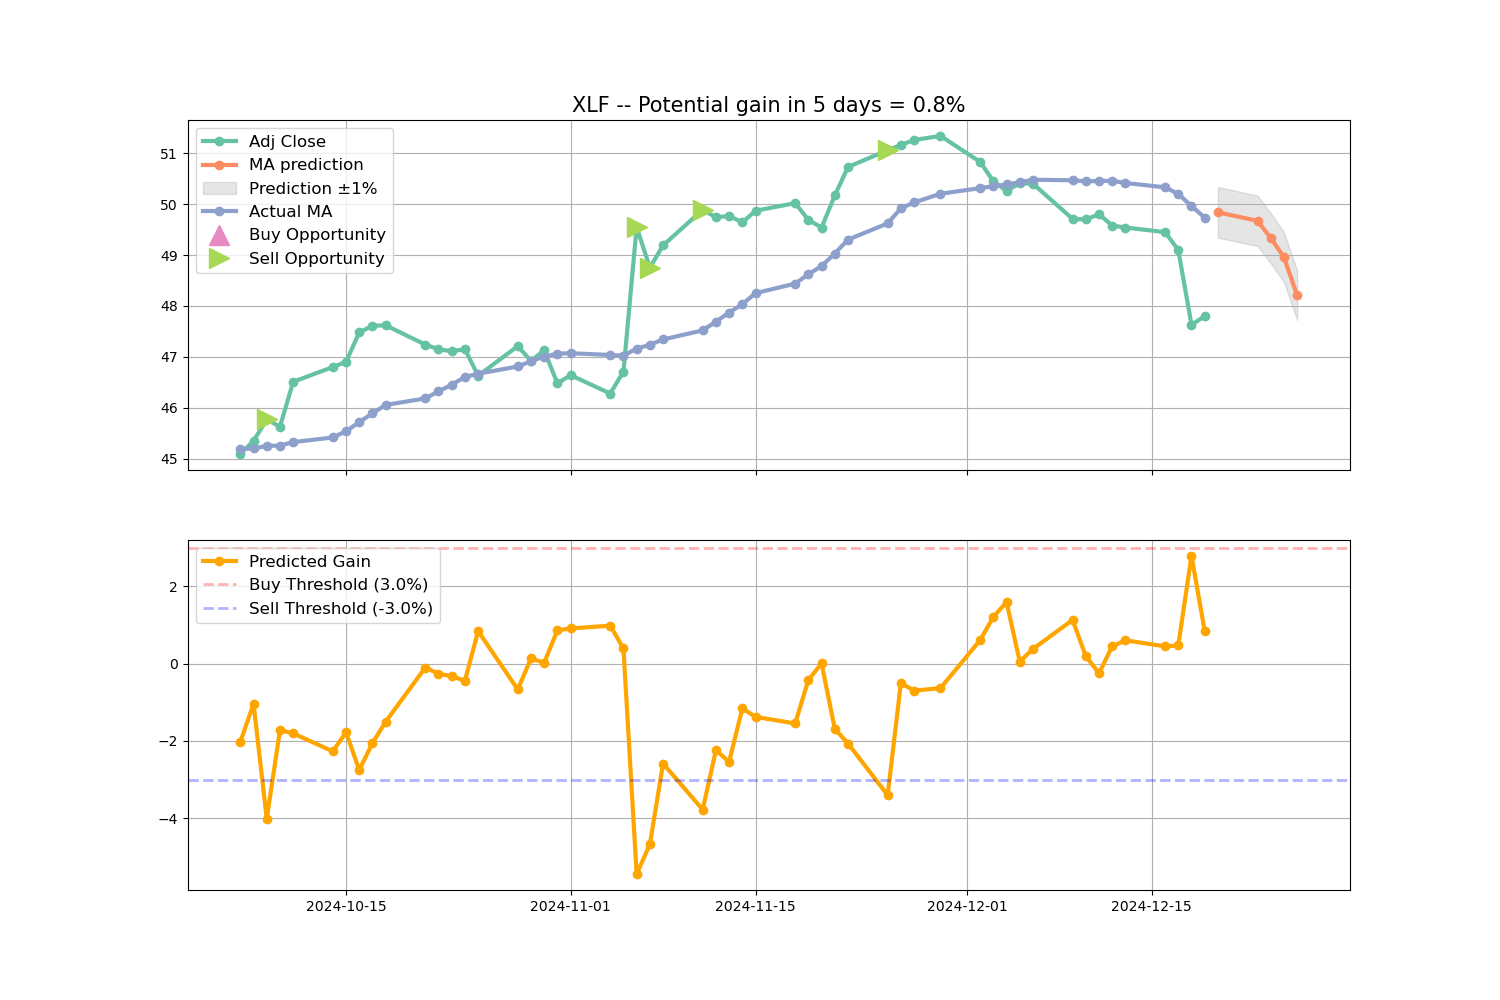 XLF -- Potential gain in 5 days = 0.8%
Adj Close
MA prediction
Prediction ±1%
Actual MA
Buy Opportunity
Sell Opportunity
51
50
49
48
47
46
45
Predicted Gain
Buy Threshold (3.0%)
Sell Threshold (-3.0%)
2
0
−2
−4
2024-10-15
2024-11-01
2024-11-15
2024-12-01
2024-12-15